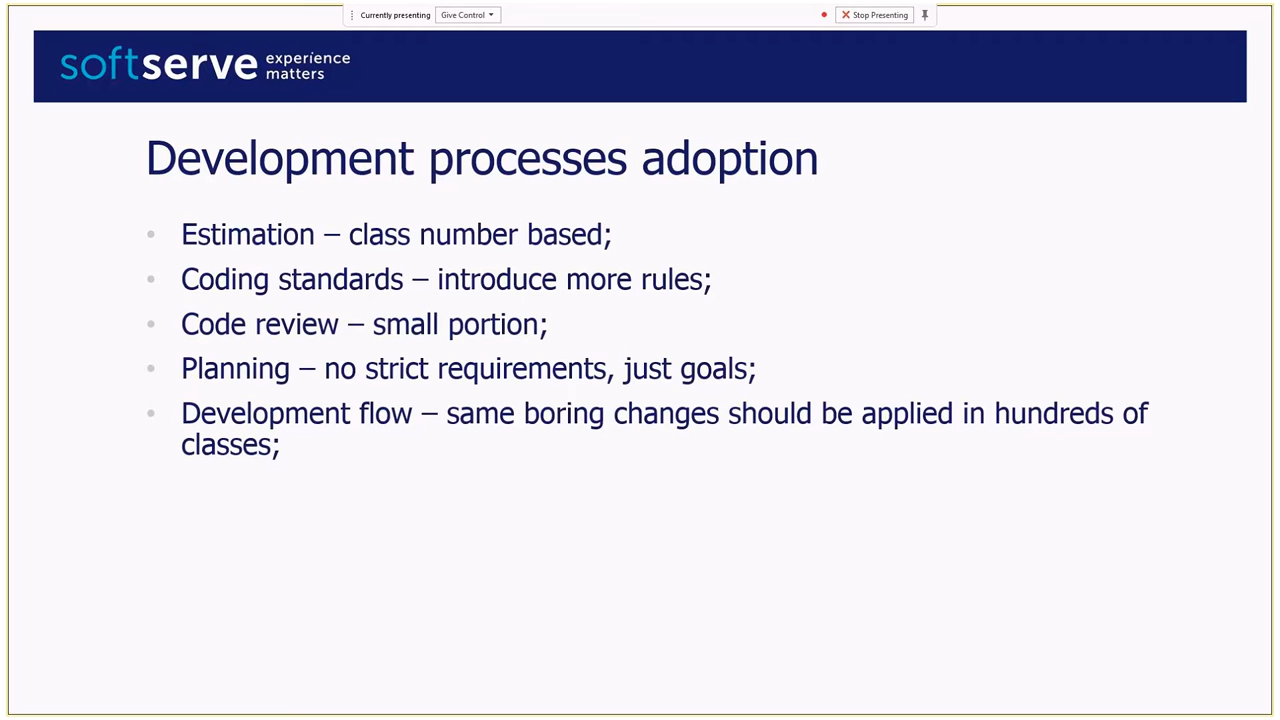 Currently presenting Give Control Stop Presenting
softserve experience matters
Development processes adoption
• Estimation – class number based;
• Coding standards – introduce more rules;
• Code review – small portion;
• Planning – no strict requirements, just goals;
• Development flow – same boring changes should be applied in hundreds of
classes;